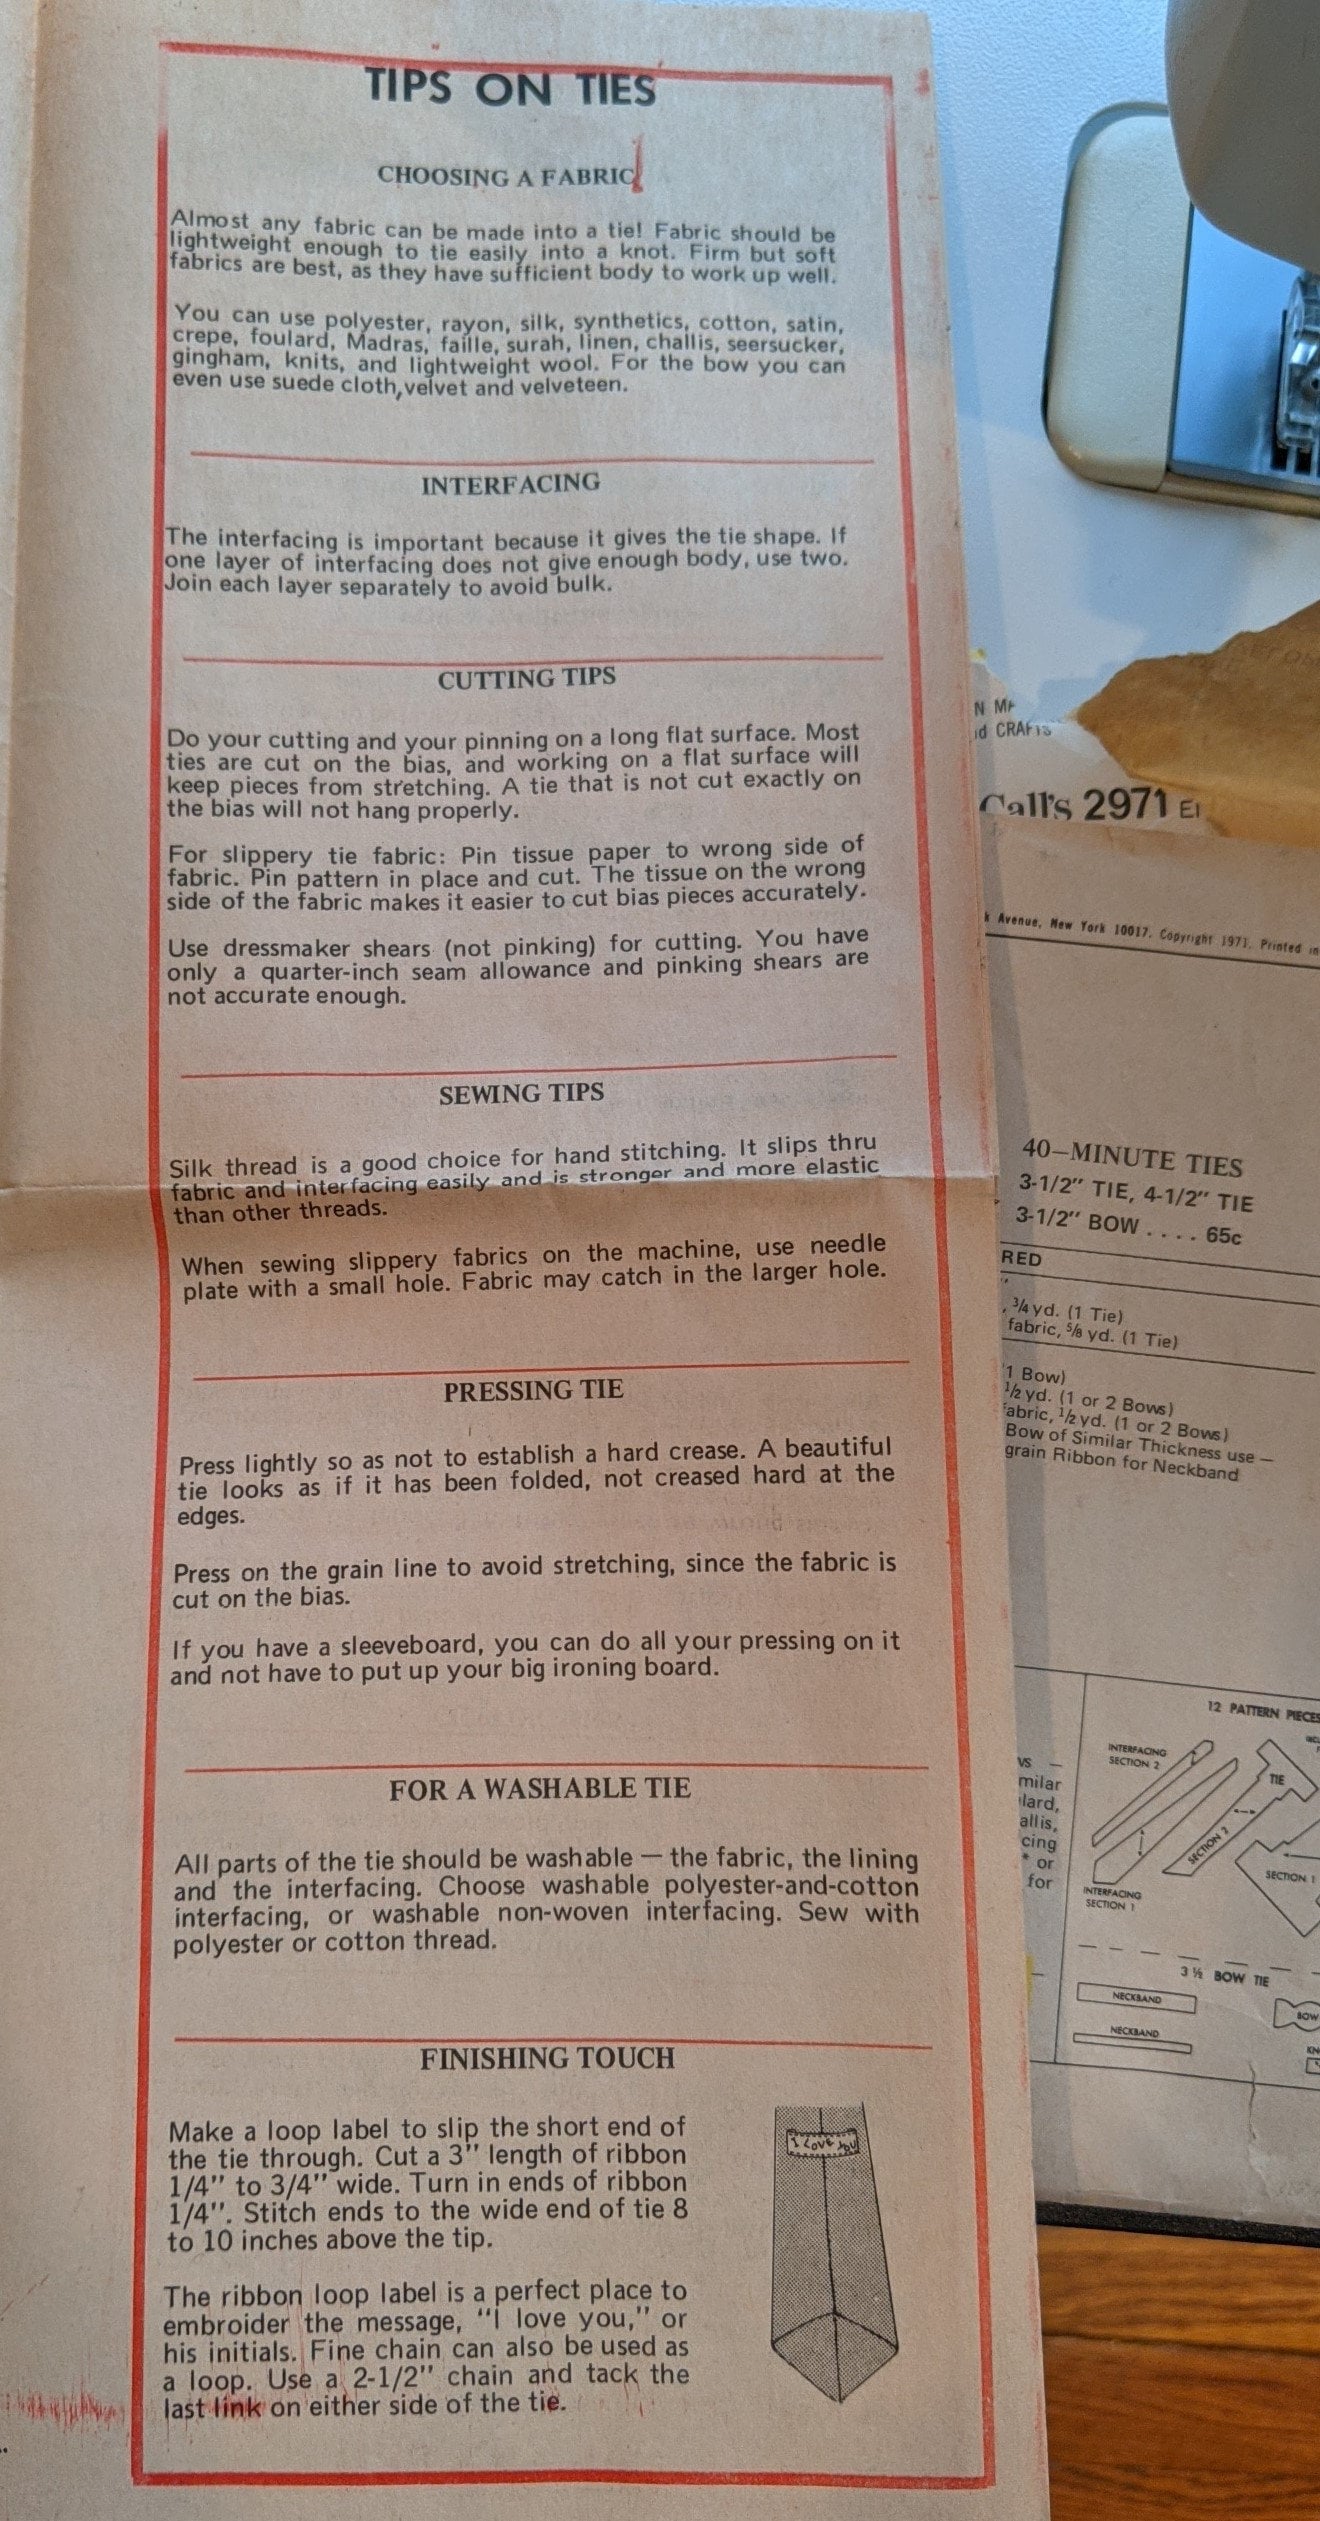 TIPS ON TIES
CHOOSING A FABRIC
Almost any fabric can be made into a tie! Fabric should be
lightweight enough to tie easily into a knot. Firm but soft
fabrics are best, as they have sufficient body to work up well.
You can use polyester, rayon, silk, synthetics, cotton, satin,
crepe, foulard, Madras, faille, surah, linen, challis, seersucker,
gingham, knits, and lightweight wool. For the bow you can
even use suede cloth,velvet and velveteen.
INTERFACING
The interfacing is important because it gives the tie shape. If
one layer of interfacing does not give enough body, use two.
Join each layer separately to avoid bulk.
CUTTING TIPS
Do your cutting and your pinning on a long flat surface. Most
ties are cut on the bias, and working on a flat surface will
keep pieces from stretching. A tie that is not cut exactly on
the bias will not hang properly.
For slippery tie fabric: Pin tissue paper to wrong side of
fabric. Pin pattern in place and cut. The tissue on the wrong
side of the fabric makes it easier to cut bias pieces accurately.
Use dressmaker shears (not pinking) for cutting. You have
only a quarter-inch seam allowance and pinking shears are
not accurate enough.
SEWING TIPS
Silk thread is a good choice for hand stitching. It slips thru
fabric and interfacing easily and is stronger and more elastic
than other threads.
When sewing slippery fabrics on the machine, use needle
plate with a small hole. Fabric may catch in the larger hole.
PRESSING TIE
Press lightly so as not to establish a hard crease. A beautiful
tie looks as if it has been folded, not creased hard at the
edges.
Press on the grain line to avoid stretching, since the fabric is
cut on the bias.
If you have a sleeveboard, you can do all your pressing on it
and not have to put up your big ironing board.
FOR A WASHABLE TIE
All parts of the tie should be washable — the fabric, the lining
and the interfacing. Choose washable polyester-and-cotton
interfacing, or washable non-woven interfacing. Sew with
polyester or cotton thread.
FINISHING TOUCH
Make a loop label to slip the short end of
the tie through. Cut a 3" length of ribbon
1/4" to 3/4" wide. Turn in ends of ribbon
1/4". Stitch ends to the wide end of tie 8
to 10 inches above the tip.
The ribbon loop label is a perfect place to
embroider the message, "I love you," or
his initials. Fine chain can also be used as
a loop. Use a 2-1/2" chain and tack the
last link on either side of the tie.
I LOVE YOU
CRAFTS
Call's 2971
Avenue, New York 10017. Copyright 1971. Printed in
40—MINUTE TIES
3-1/2" TIE, 4-1/2" TIE
3-1/2" BOW . . . . 65c
RED
, ¾ yd. (1 Tie)
fabric, ⅝ yd. (1 Tie)
1 Bow)
½ yd. (1 or 2 Bows)
abric, ½ yd. (1 or 2 Bows)
Bow of Similar Thickness use —
grain Ribbon for Neckband
vs —
milar
lard,
allis,
cing
* or
for
12 PATTERN PIECES
INTERFACING
SECTION 2
TIE
SECTION 2
SECTION 1
INTERFACING
SECTION 1
3 ½ BOW TIE
NECKBAND
BOW
NECKBAND
KN